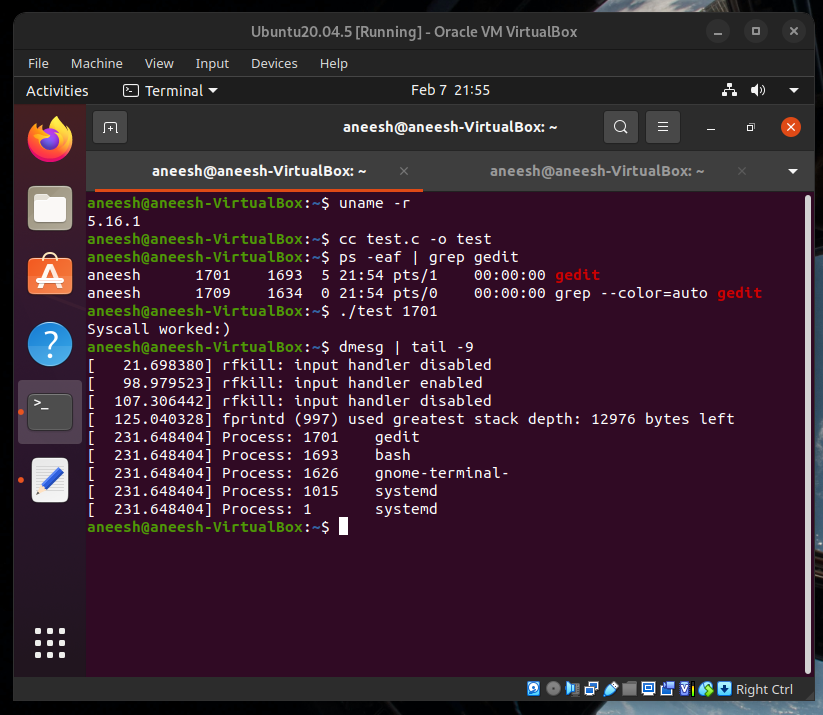 Ubuntu20.04.5 [Running] - Oracle VM VirtualBox
File Machine View Input Devices Help
Activities Terminal Feb 7 21:55
aneesh@aneesh-VirtualBox: ~
aneesh@aneesh-VirtualBox: ~ aneesh@aneesh-VirtualBox: ~
aneesh@aneesh-VirtualBox:~$ uname -r
5.16.1
aneesh@aneesh-VirtualBox:~$ cc test.c -o test
aneesh@aneesh-VirtualBox:~$ ps -eaf | grep gedit
aneesh      1701    1693  5 21:54 pts/1    00:00:00 gedit
aneesh      1709    1634  0 21:54 pts/0    00:00:00 grep --color=auto gedit
aneesh@aneesh-VirtualBox:~$ ./test 1701
Syscall worked:)
aneesh@aneesh-VirtualBox:~$ dmesg | tail -9
[   21.698380] rfkill: input handler disabled
[   98.979523] rfkill: input handler enabled
[  107.306442] rfkill: input handler disabled
[  125.040328] fprintd (997) used greatest stack depth: 12976 bytes left
[  231.648404] Process: 1701    gedit
[  231.648404] Process: 1693    bash
[  231.648404] Process: 1626    gnome-terminal-
[  231.648404] Process: 1015    systemd
[  231.648404] Process: 1       systemd
aneesh@aneesh-VirtualBox:~$
Right Ctrl